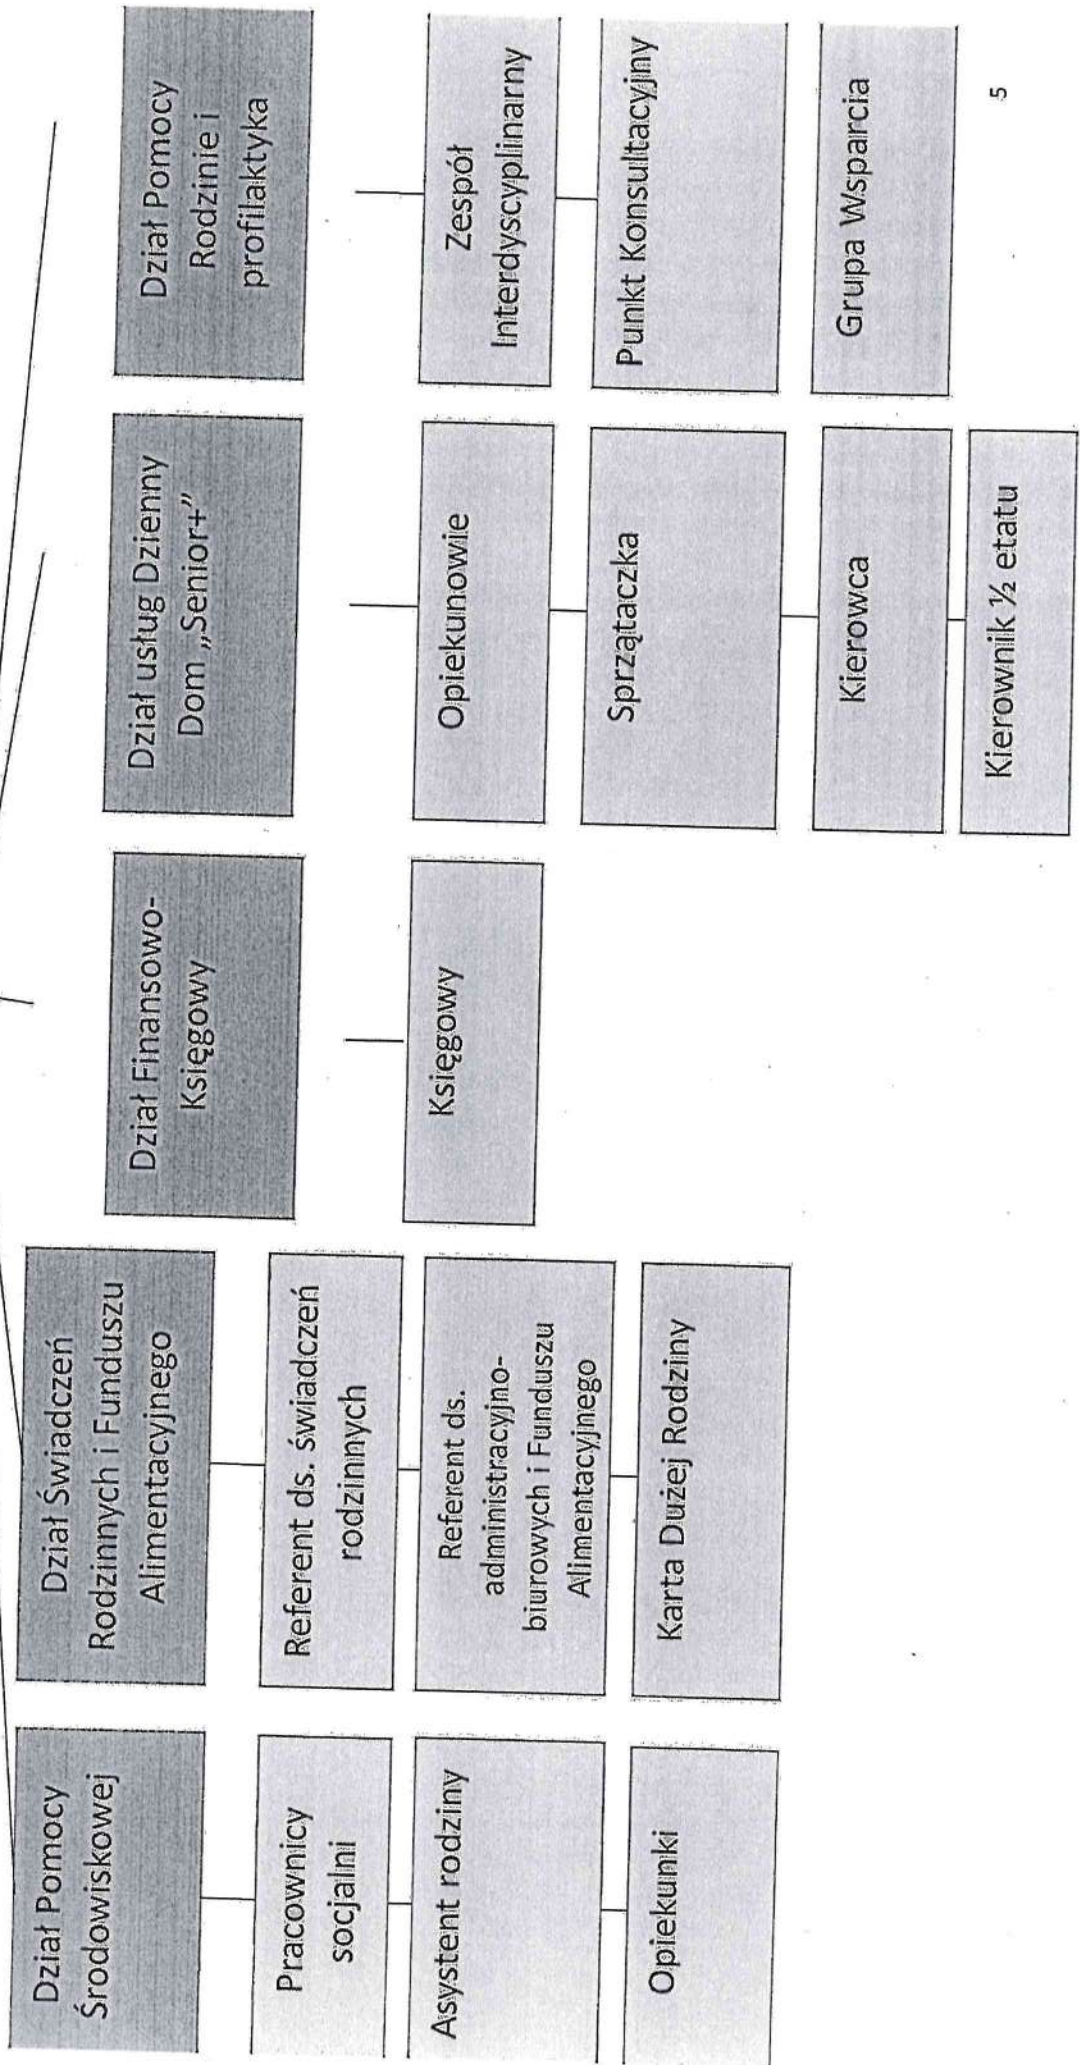 Dział Pomocy
Środowiskowej
Pracownicy
socjalni
Asystent rodziny
Opiekunki
Dział Świadczeń
Rodzinnych i Funduszu
Alimentacyjnego
Referent ds. świadczeń
rodzinnych
Referent ds.
administracyjno-
biurowych i Funduszu
Alimentacyjnego
Karta Dużej Rodziny
Dział Finansowo-
Księgowy
Księgowy
Dział usług Dzienny
Dom „Senior+”
Opiekunowie
Sprzątaczka
Kierowca
Kierownik ½ etatu
Dział Pomocy
Rodzinie i
profilaktyka
Zespół
Interdyscyplinarny
Punkt Konsultacyjny
Grupa Wsparcia
5